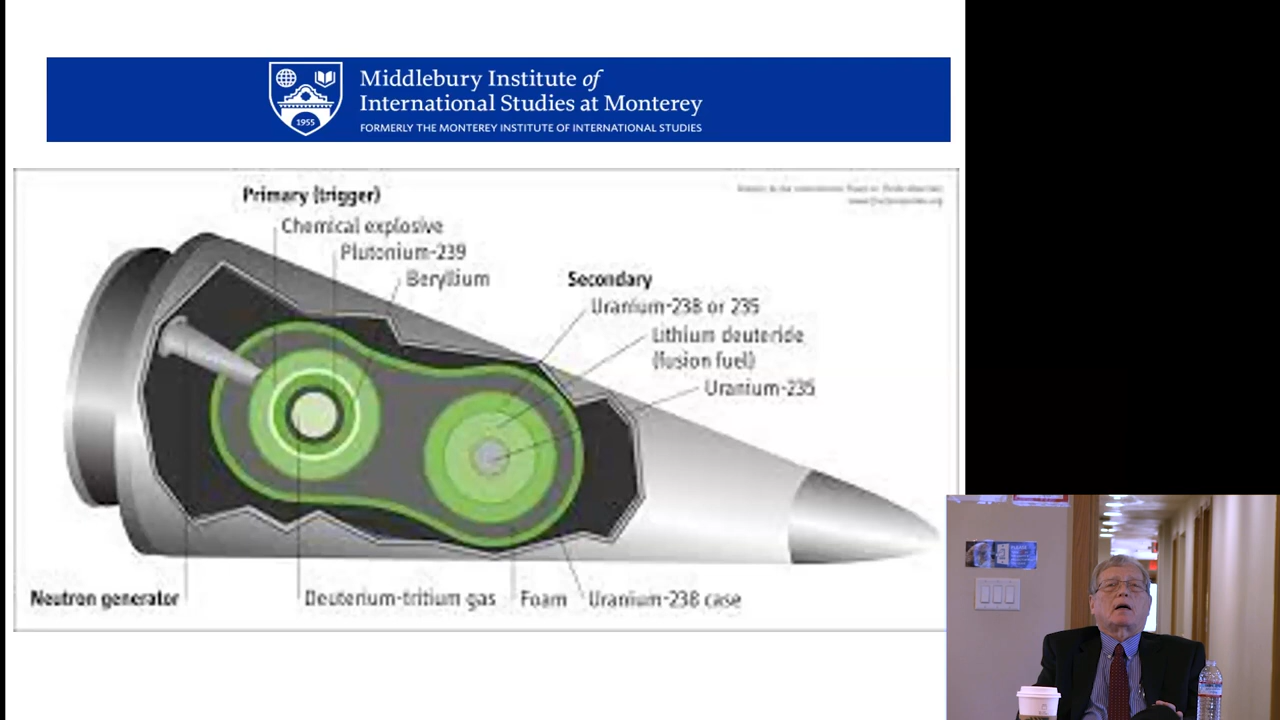 Middlebury Institute of
International Studies at Monterey
1955
FORMERLY THE MONTEREY INSTITUTE OF INTERNATIONAL STUDIES
Primary (trigger)
Chemical explosive
Plutonium-239
Beryllium
Secondary
Uranium-238 or 235
Lithium deuteride
(fusion fuel)
Uranium-235
Neutron generator
Deuterium-tritium gas
Foam
Uranium-238 case